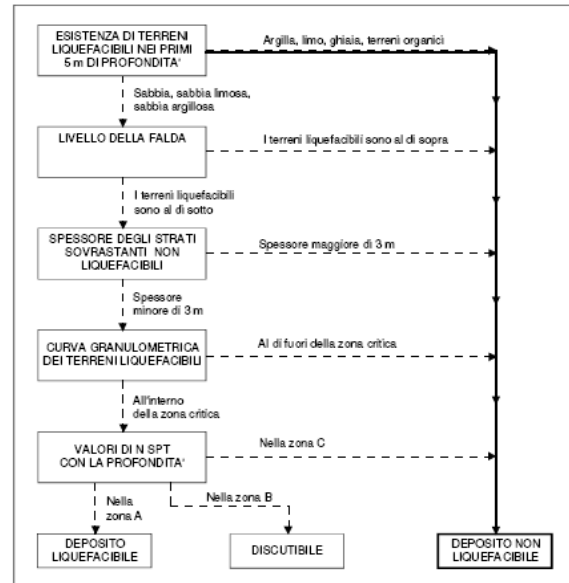 ESISTENZA DI TERRENI
LIQUEFACIBILI NEI PRIMI
5 m DI PROFONDITA'
Argilla, limo, ghiaia, terreni organici
Sabbia, sabbia limosa,
sabbia argillosa
LIVELLO DELLA FALDA
I terreni liquefacibili sono al di sopra
I terreni liquefacibili
sono al di sotto
SPESSORE DEGLI STRATI
SOVRASTANTI NON
LIQUEFACIBILI
Spessore maggiore di 3 m
Spessore
minore di 3 m
CURVA GRANULOMETRICA
DEI TERRENI LIQUEFACIBILI
Al di fuori della zona critica
All'interno
della zona critica
VALORI DI N SPT
CON LA PROFONDITA'
Nella zona C
Nella
zona A
Nella zona B
DEPOSITO
LIQUEFACIBILE
DISCUTIBILE
DEPOSITO NON
LIQUEFACIBILE